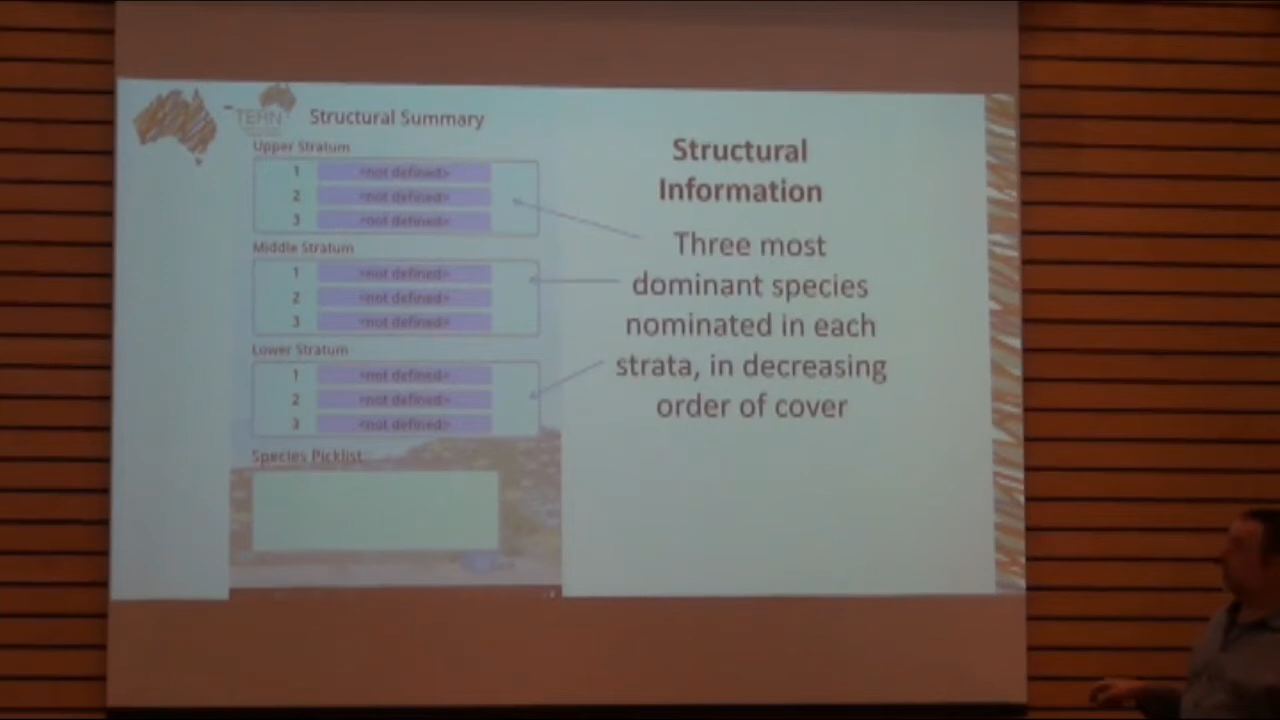 TERN
Structural Summary
Upper Stratum
1 <not defined>
2 <not defined>
3 <not defined>
Middle Stratum
1 <not defined>
2 <not defined>
3 <not defined>
Lower Stratum
1 <not defined>
2 <not defined>
3 <not defined>
Species Picklist
Structural
Information
Three most
dominant species
nominated in each
strata, in decreasing
order of cover